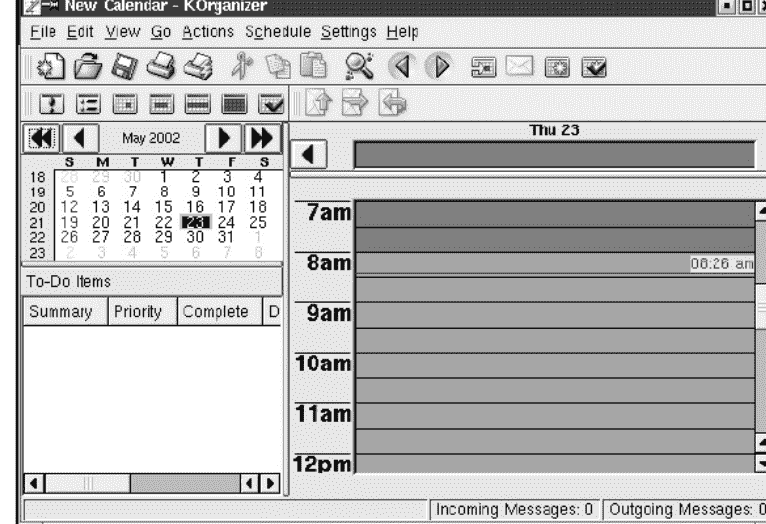 New Calendar - KOrganizer
File Edit View Go Actions Schedule Settings Help
May 2002
S M T W T F S
18 28 29 30 1 2 3 4
19 5 6 7 8 9 10 11
20 12 13 14 15 16 17 18
21 19 20 21 22 23 24 25
22 26 27 28 29 30 31 1
23 2 3 4 5 6 7 8
To-Do Items
Summary Priority Complete D
Thu 23
7am
8am
08:26 am
9am
10am
11am
12pm
Incoming Messages: 0 Outgoing Messages: 0